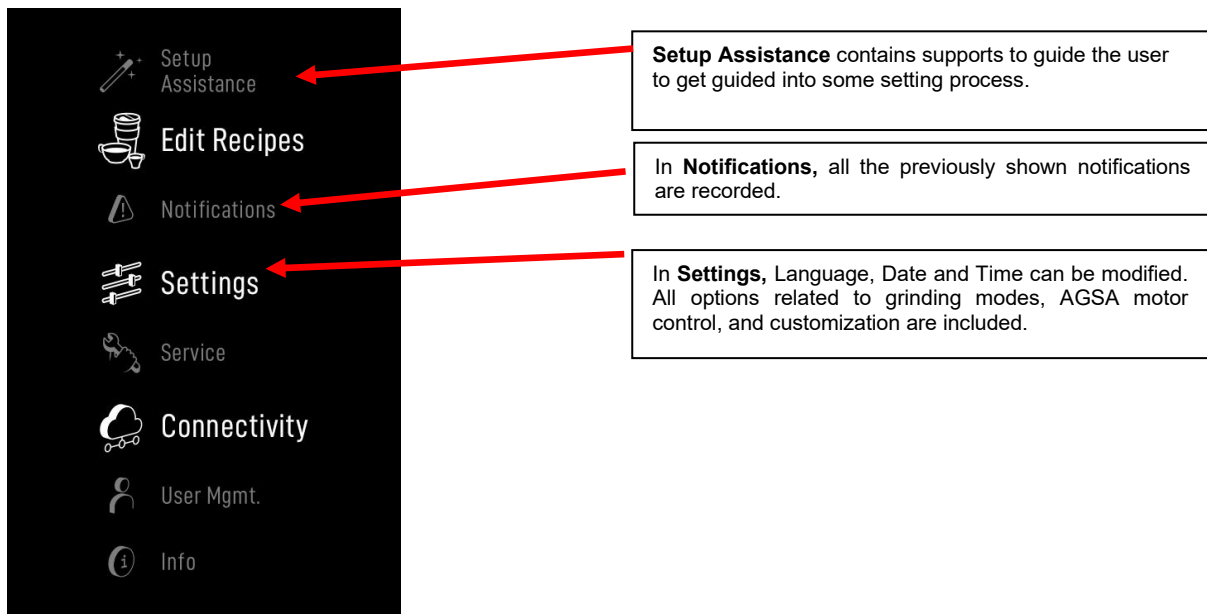 Setup
Assistance
Edit Recipes
Notifications
Settings
Service
Connectivity
User Mgmt.
Info
Setup Assistance contains supports to guide the user
to get guided into some setting process.
In Notifications, all the previously shown notifications
are recorded.
In Settings, Language, Date and Time can be modified.
All options related to grinding modes, AGSA motor
control, and customization are included.